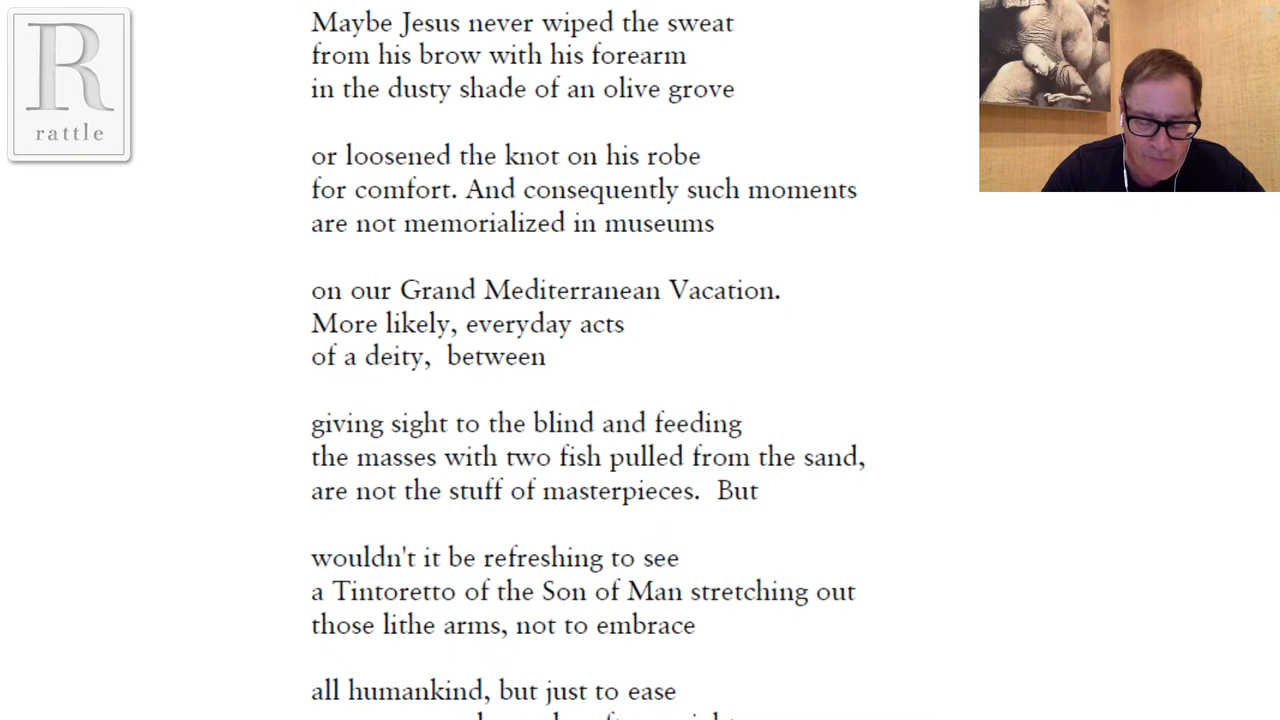 R
rattle
Maybe Jesus never wiped the sweat
from his brow with his forearm
in the dusty shade of an olive grove
or loosened the knot on his robe
for comfort. And consequently such moments
are not memorialized in museums
on our Grand Mediterranean Vacation.
More likely, everyday acts
of a deity,  between
giving sight to the blind and feeding
the masses with two fish pulled from the sand,
are not the stuff of masterpieces.  But
wouldn't it be refreshing to see
a Tintoretto of the Son of Man stretching out
those lithe arms, not to embrace
all humankind, but just to ease